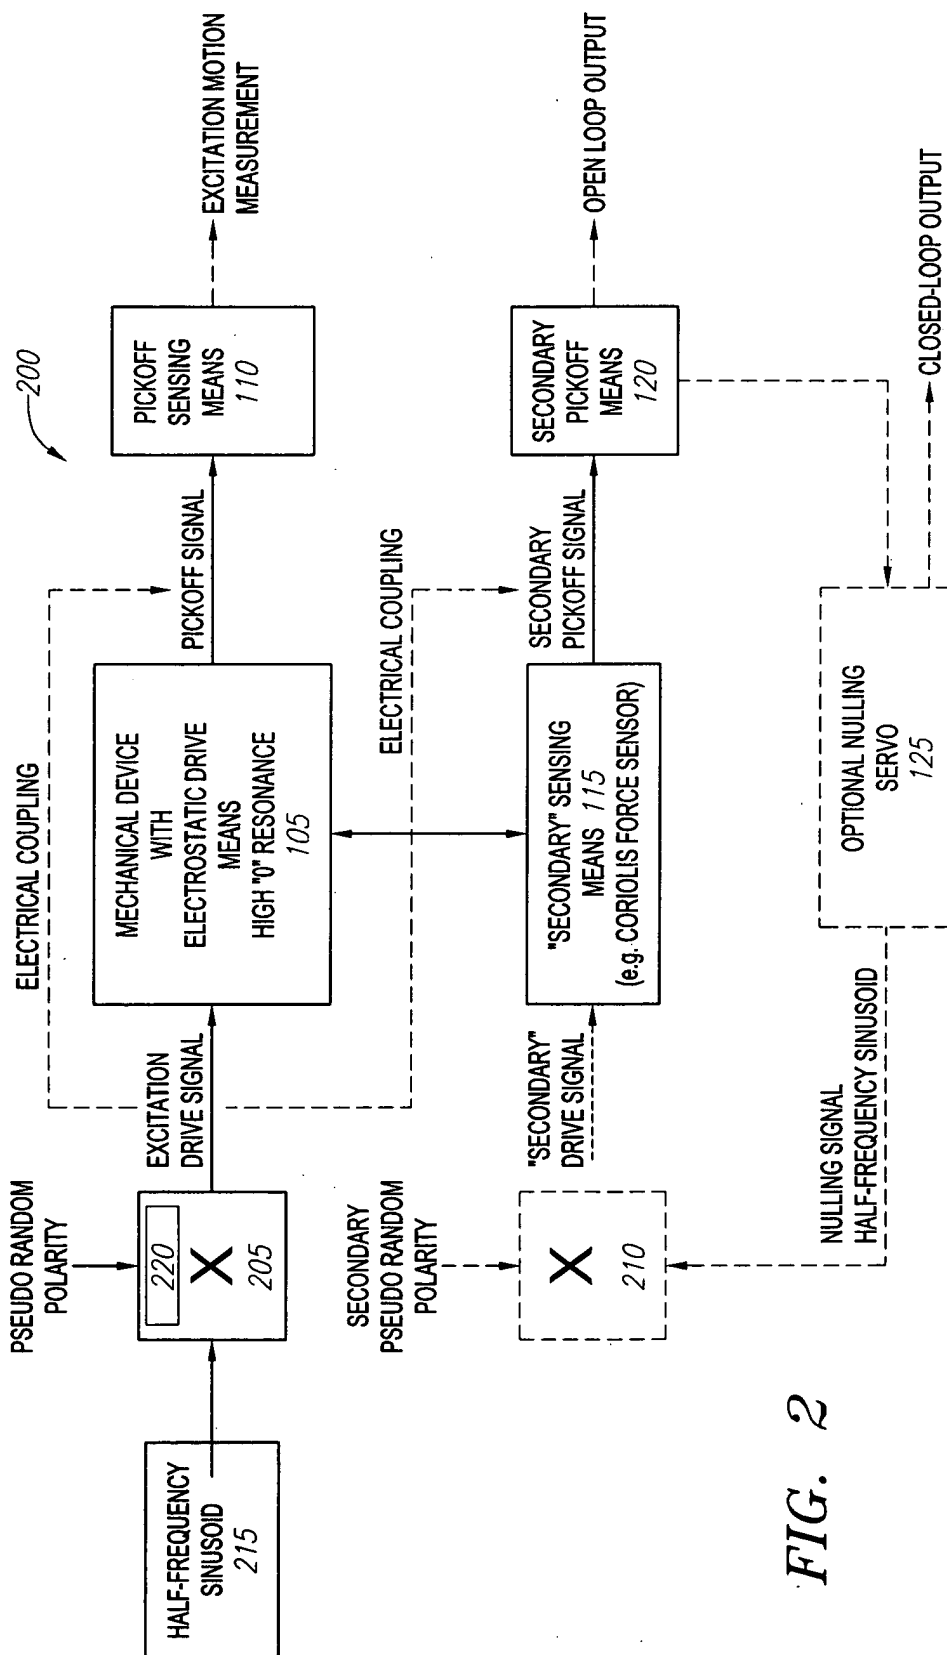 200
PSEUDO RANDOM
POLARITY
HALF-FREQUENCY
SINUSOID
215
220
X
205
EXCITATION
DRIVE SIGNAL
ELECTRICAL COUPLING
MECHANICAL DEVICE
WITH
ELECTROSTATIC DRIVE
MEANS
HIGH "0" RESONANCE
105
PICKOFF SIGNAL
PICKOFF
SENSING
MEANS
110
EXCITATION MOTION
MEASUREMENT
ELECTRICAL COUPLING
SECONDARY
PSEUDO RANDOM
POLARITY
X
210
"SECONDARY"
DRIVE SIGNAL
"SECONDARY" SENSING
MEANS 115
(e.g. CORIOLIS FORCE SENSOR)
SECONDARY
PICKOFF SIGNAL
SECONDARY
PICKOFF
MEANS
120
OPEN LOOP OUTPUT
NULLING SIGNAL
HALF-FREQUENCY SINUSOID
OPTIONAL NULLING
SERVO
125
CLOSED-LOOP OUTPUT
FIG. 2